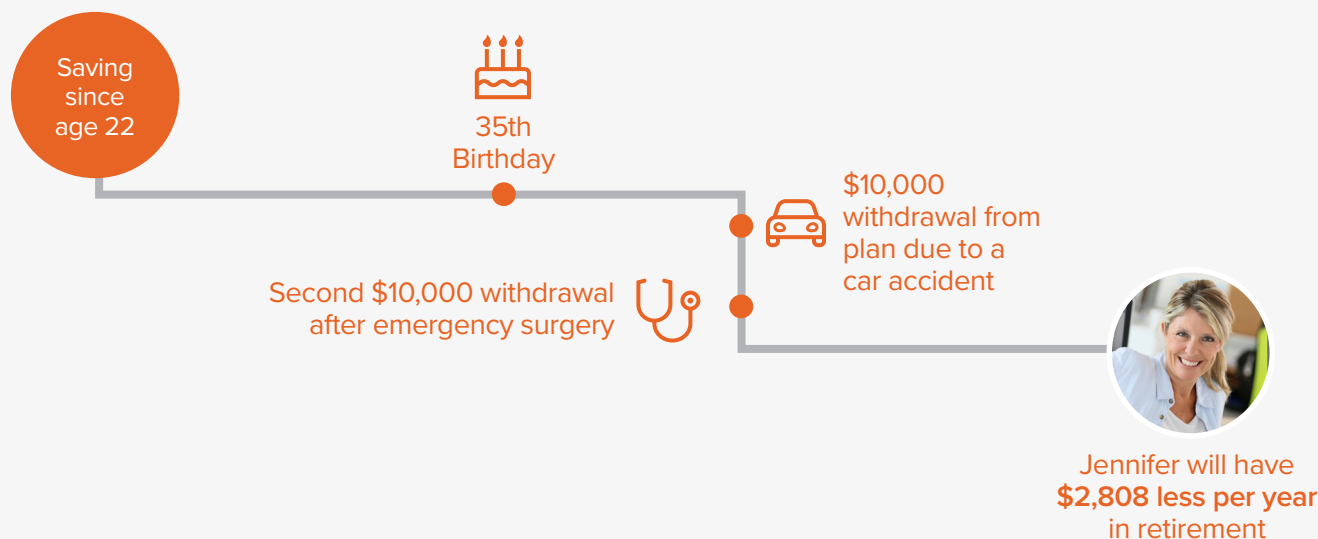 Saving
since
age 22
35th
Birthday
$10,000
withdrawal from
plan due to a
car accident
Second $10,000 withdrawal
after emergency surgery
Jennifer will have
$2,808 less per year
in retirement